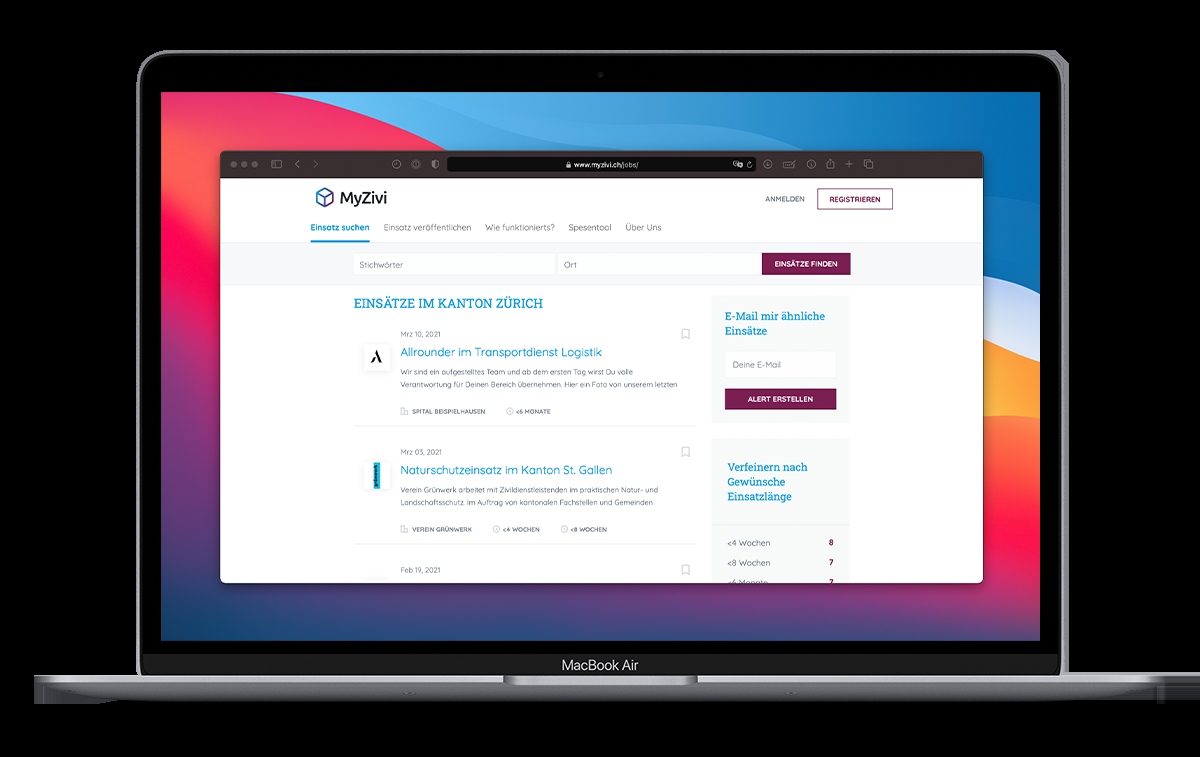 www.myzivi.ch/jobs/
MyZivi
ANMELDEN
REGISTRIEREN
Einsatz suchen
Einsatz veröffentlichen
Wie funktionierts?
Spesentool
Über Uns
Stichwörter
Ort
EINSÄTZE FINDEN
EINSÄTZE IM KANTON ZÜRICH
Mrz 10, 2021
Allrounder im Transportdienst Logistik
Wir sind ein aufgestelltes Team und ab dem ersten Tag wirst Du volle
Verantwortung für Deinen Bereich übernehmen. Hier ein Foto von unserem letzten
SPITAL BEISPIELHAUSEN
<6 MONATE
Mrz 03, 2021
Naturschutzeinsatz im Kanton St. Gallen
Verein Grünwerk arbeitet mit Zivildienstleistenden im praktischen Natur- und
Landschaftsschutz. Im Auftrag von kantonalen Fachstellen und Gemeinden
VEREIN GRÜNWERK
<4 WOCHEN
<8 WOCHEN
Feb 19, 2021
E-Mail mir ähnliche
Einsätze
Deine E-Mail
ALERT ERSTELLEN
Verfeinern nach
Gewünsche
Einsatzlänge
<4 Wochen 8
<8 Wochen 7
<6 Monate 7
MacBook Air